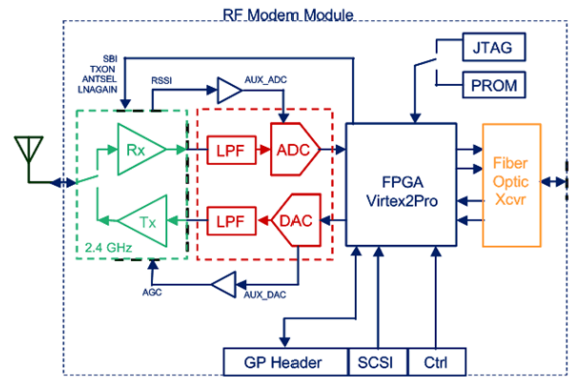 RF Modem Module
SBI
TXON
ANTSEL
LNAGAIN
RSSI
AUX_ADC
JTAG
PROM
Rx
LPF
ADC
FPGA
Virtex2Pro
Fiber
Optic
Xcvr
Tx
LPF
DAC
2.4 GHz
AGC
AUX_DAC
GP Header
SCSI
Ctrl